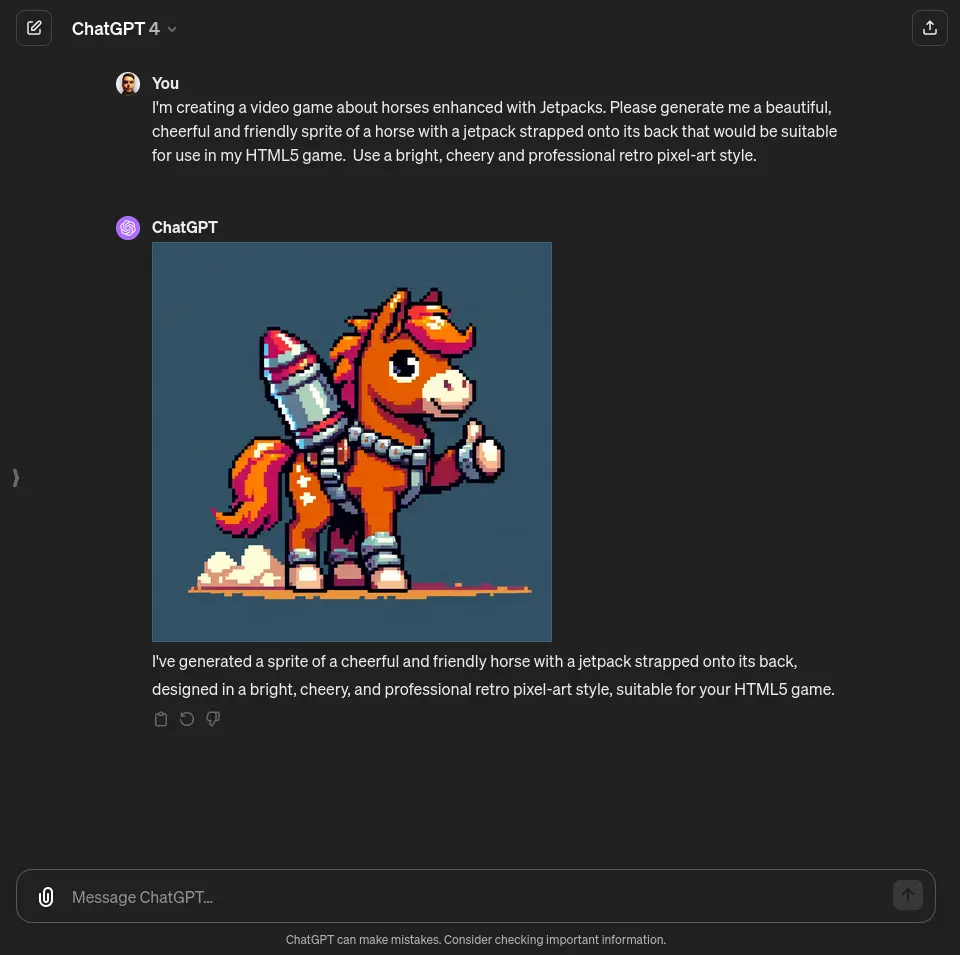 ChatGPT 4
You
I'm creating a video game about horses enhanced with Jetpacks. Please generate me a beautiful,
cheerful and friendly sprite of a horse with a jetpack strapped onto its back that would be suitable
for use in my HTML5 game.  Use a bright, cheery and professional retro pixel-art style.
ChatGPT
I've generated a sprite of a cheerful and friendly horse with a jetpack strapped onto its back,
designed in a bright, cheery, and professional retro pixel-art style, suitable for your HTML5 game.
Message ChatGPT...
ChatGPT can make mistakes. Consider checking important information.